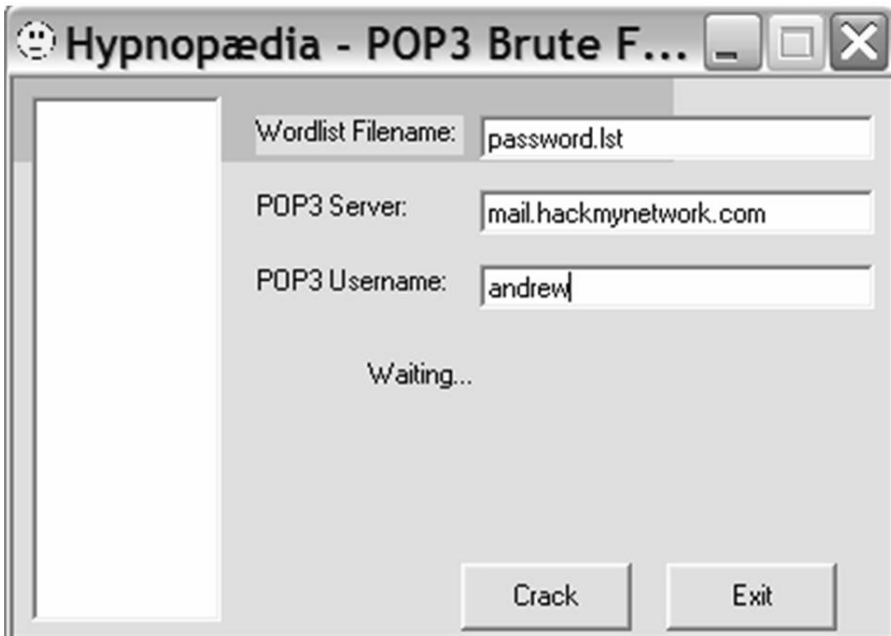 Hypnopædia - POP3 Brute F...
Wordlist Filename: password.lst
POP3 Server: mail.hackmynetwork.com
POP3 Username: andrew
Waiting...
Crack Exit